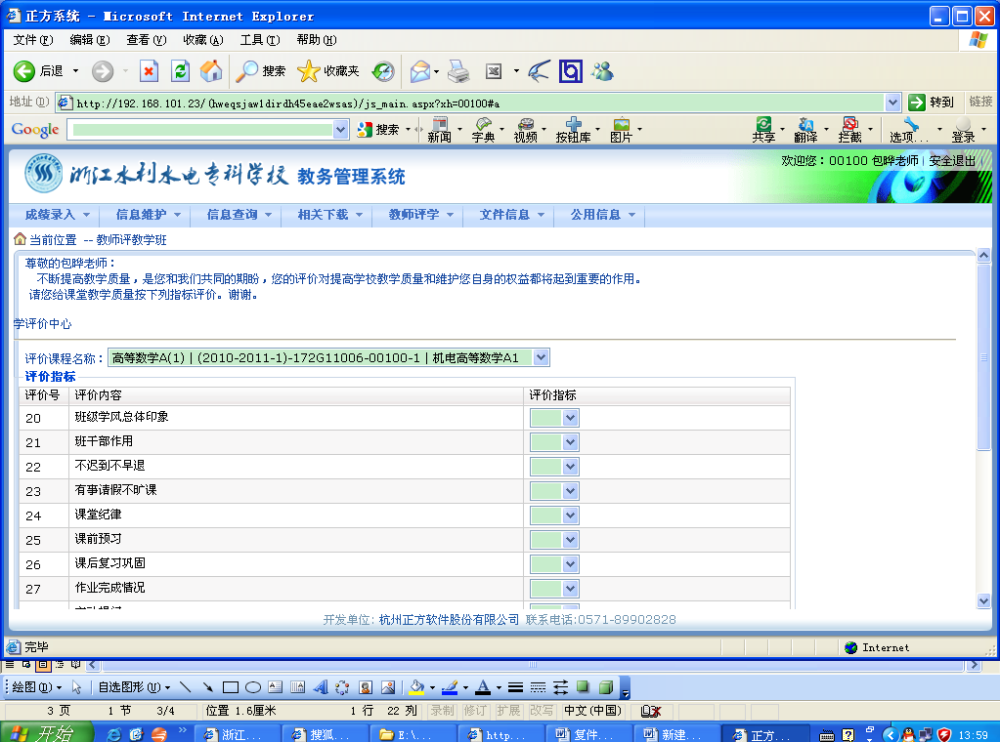 正方系统 - Microsoft Internet Explorer
文件(F) 编辑(E) 查看(V) 收藏(A) 工具(T) 帮助(H)
后退 搜索 收藏夹
地址(D) http://192.168.101.23/(hweqsjaw1dirdh45eae2wsas)/js_main.aspx?xh=00100#a 转到 链接
Google 搜索 新闻 字典 视频 按钮库 图片 共享 翻译 拦截 选项... 登录
浙江水利水电专科学校 教务管理系统 欢迎您：00100 包晔老师 | 安全退出
成绩录入 信息维护 信息查询 相关下载 教师评学 文件信息 公用信息
当前位置 -- 教师评教学班
尊敬的包晔老师：
不断提高教学质量，是您和我们共同的期盼，您的评价对提高学校教学质量和维护您自身的权益都将起到重要的作用。
请您给课堂教学质量按下列指标评价。谢谢。
学评价中心
评价课程名称： 高等数学A(1) | (2010-2011-1)-172G11006-00100-1 | 机电高等数学A1
评价指标
评价号 评价内容 评价指标
20 班级学风总体印象
21 班干部作用
22 不迟到不早退
23 有事请假不旷课
24 课堂纪律
25 课前预习
26 课后复习巩固
27 作业完成情况
开发单位: 杭州正方软件股份有限公司 联系电话:0571-89902828
完毕 Internet
绘图(D) 自选图形(U)
3 页 1 节 3/4 位置 1.6厘米 1 行 22 列 录制 修订 扩展 改写 中文(中国)
开始 浙江... 搜狐... E:\... http... 复件... 新建... 正方... 13:59